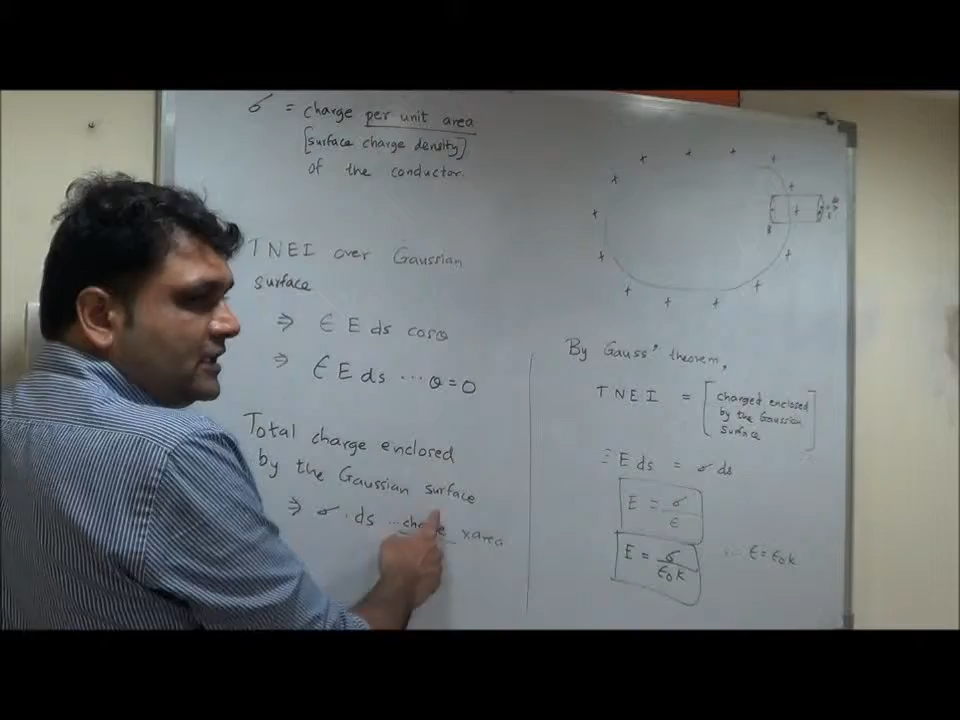 σ = charge per unit area
[surface charge density]
of the conductor.
TNEI over Gaussian
surface
⇒ ∈ E ds cosθ
⇒ ∈ E ds ... θ = 0
Total charge enclosed
by the Gaussian surface
⇒ σ . ds ... charge x area
By Gauss' theorem,
TNEI = [charged enclosed
by the Gaussian
surface]
E ds = σ ds
E = σ/∈
E = σ/∈₀k
∈ = ∈₀k